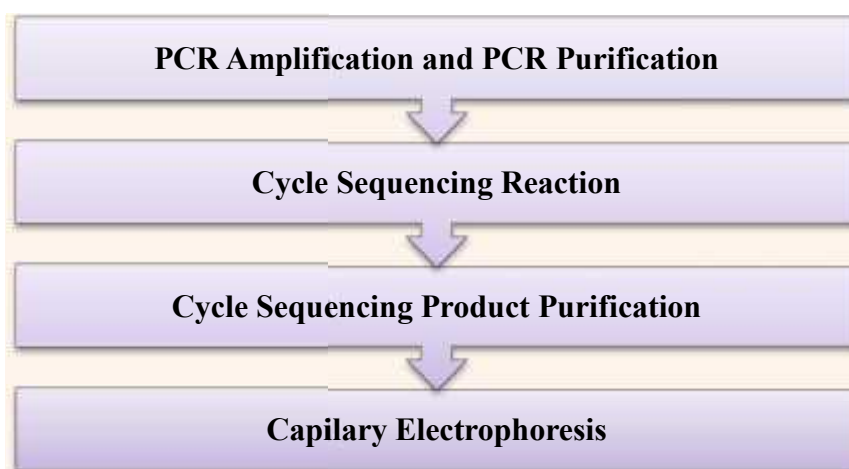 PCR Amplification and PCR Purification
Cycle Sequencing Reaction
Cycle Sequencing Product Purification
Capilary Electrophoresis